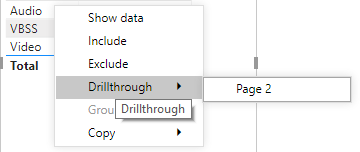 Audio
VBSS
Video
Total
Show data
Include
Exclude
Drillthrough
Page 2
Drillthrough
Copy